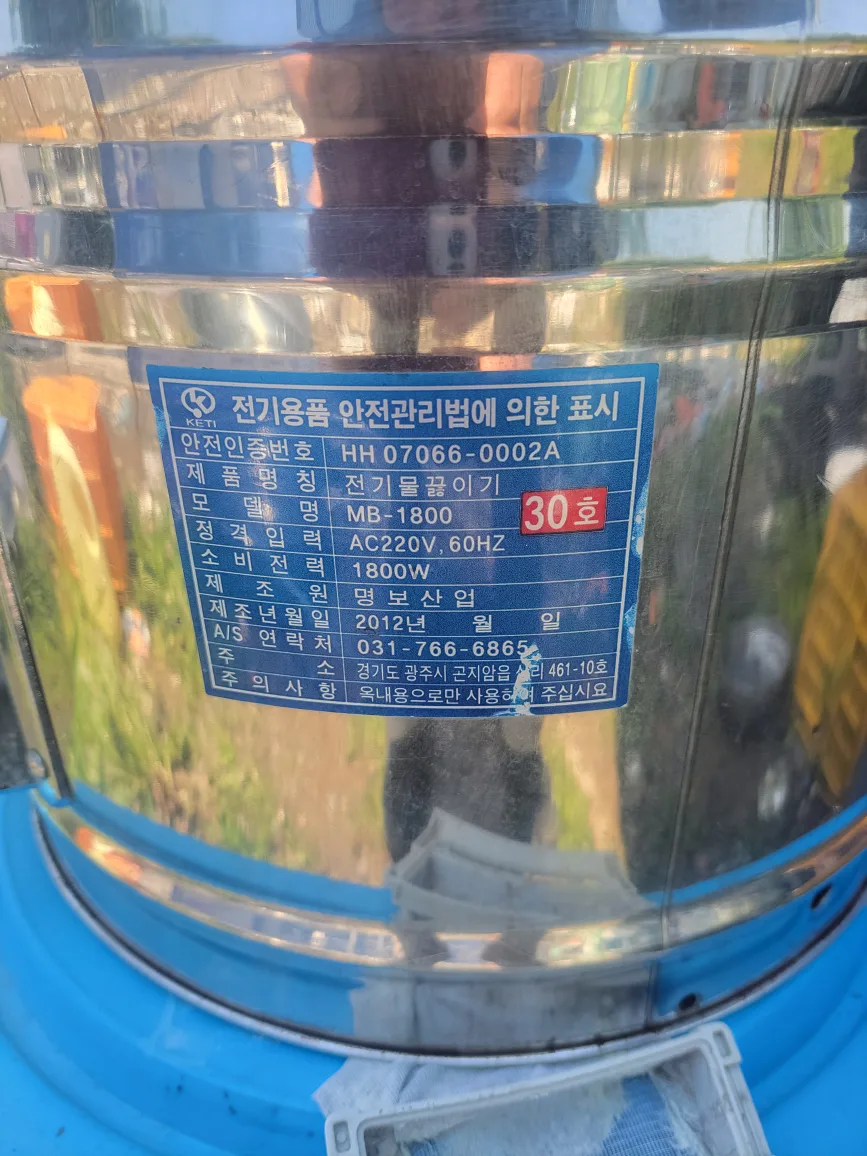 KETI
전기용품 안전관리법에 의한 표시
안전인증번호 HH 07066-0002A
제품명칭 전기물끓이기
모델명 MB-1800 30호
정격입력 AC220V, 60HZ
소비전력 1800W
제조원 명보산업
제조년월일 2012년 월 일
A/S 연락처 031-766-6865
주소 경기도 광주시 곤지암읍 461-10호
주의사항 옥내용으로만 사용하여 주십시요